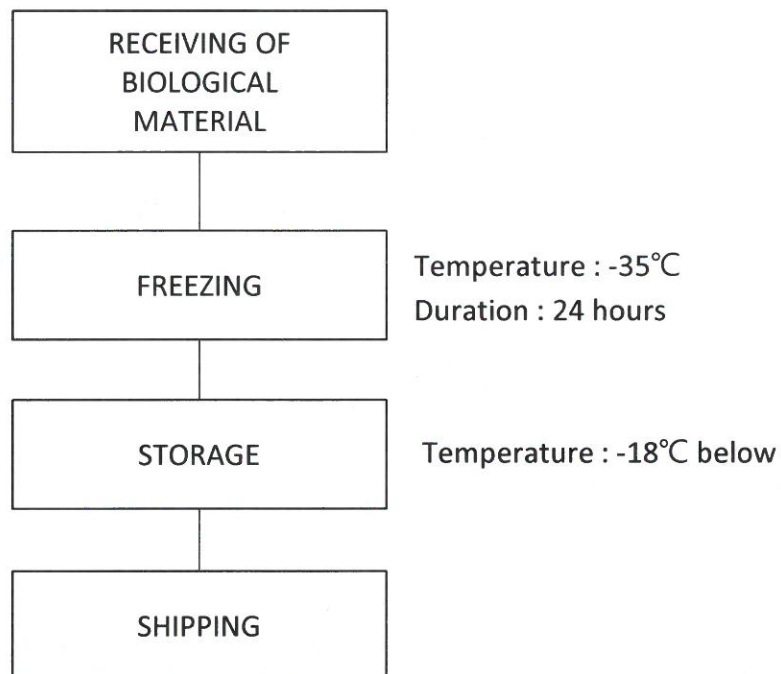 RECEIVING OF
BIOLOGICAL
MATERIAL
FREEZING
Temperature : -35℃
Duration : 24 hours
STORAGE
Temperature : -18℃ below
SHIPPING